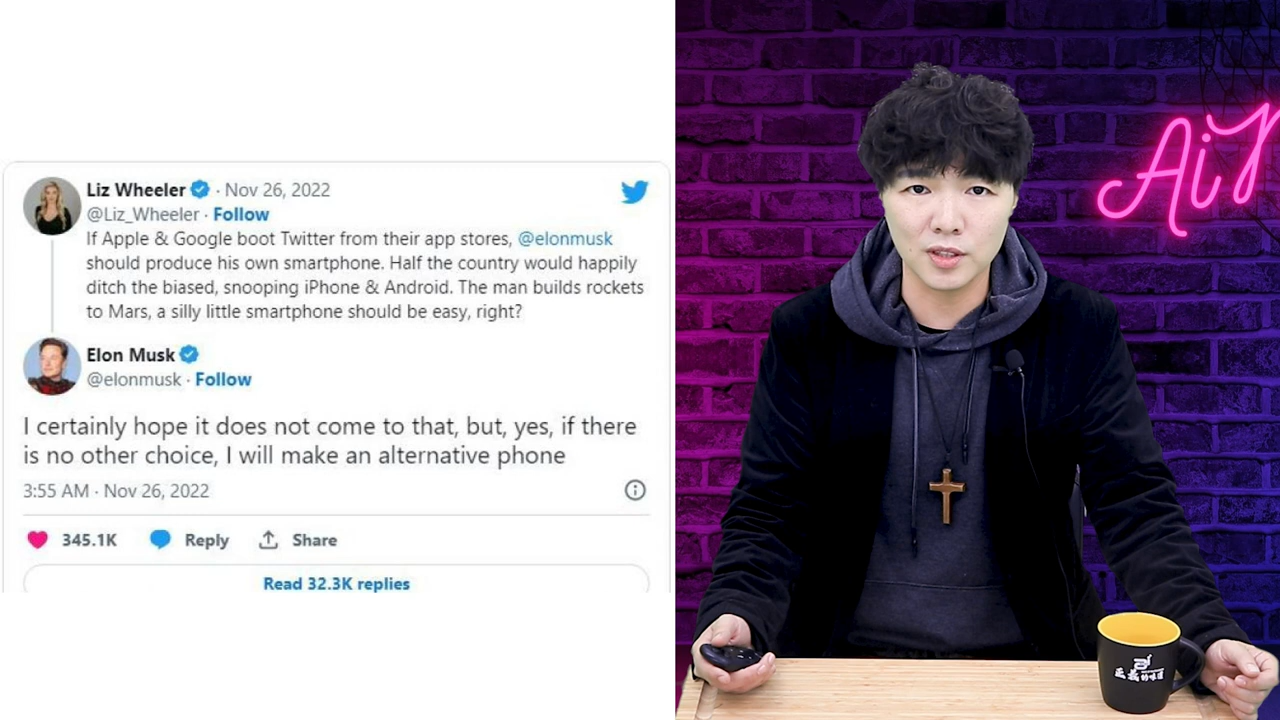 Liz Wheeler · Nov 26, 2022
@Liz_Wheeler · Follow
If Apple & Google boot Twitter from their app stores, @elonmusk
should produce his own smartphone. Half the country would happily
ditch the biased, snooping iPhone & Android. The man builds rockets
to Mars, a silly little smartphone should be easy, right?
Elon Musk
@elonmusk · Follow
I certainly hope it does not come to that, but, yes, if there
is no other choice, I will make an alternative phone
3:55 AM · Nov 26, 2022
345.1K Reply Share
Read 32.3K replies
Ai